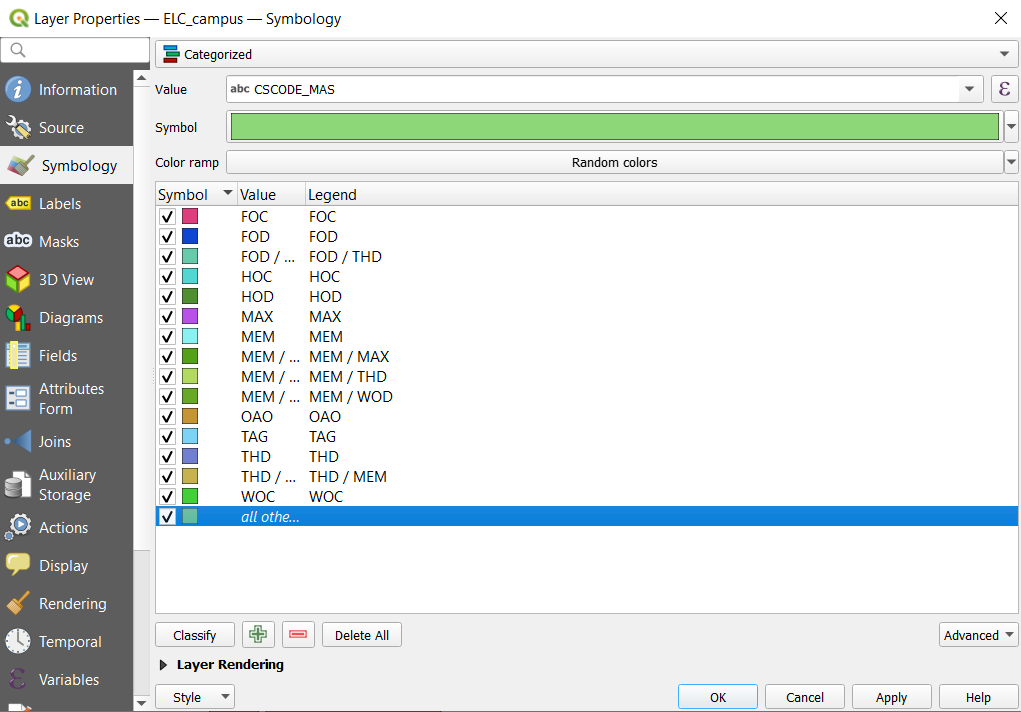 Layer Properties — ELC_campus — Symbology
Categorized
Value abc CSCODE_MAS ε
Symbol
Color ramp Random colors
Information
Source
Symbology
abc Labels
abc Masks
3D View
Diagrams
Fields
Attributes
Form
Joins
Auxiliary
Storage
Actions
Display
Rendering
Temporal
ε Variables
Symbol Value Legend
FOC FOC
FOD FOD
FOD / ... FOD / THD
HOC HOC
HOD HOD
MAX MAX
MEM MEM
MEM / ... MEM / MAX
MEM / ... MEM / THD
MEM / ... MEM / WOD
OAO OAO
TAG TAG
THD THD
THD / ... THD / MEM
WOC WOC
all othe...
Classify Delete All Advanced
Layer Rendering
Style OK Cancel Apply Help